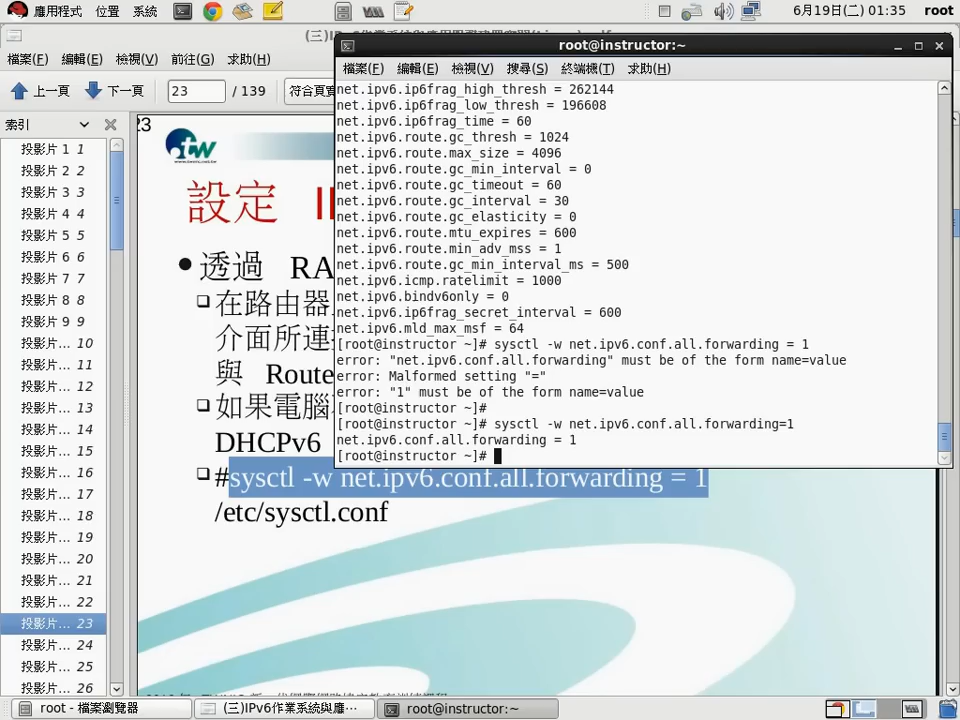 應用程式 位置 系統 6月19日(二) 01:35 root
root@instructor:~
檔案(F) 編輯(E) 檢視(V) 前往(G) 求助(H)
檔案(F) 編輯(E) 檢視(V) 搜尋(S) 終端機(T) 求助(H)
上一頁 下一頁 23 / 139 符合頁寬
索引
投影片 1 1
投影片 2 2
投影片 3 3
投影片 4 4
投影片 5 5
投影片 6 6
投影片 7 7
投影片 8 8
投影片 9 9
投影片... 10
投影片... 11
投影片... 12
投影片... 13
投影片... 14
投影片... 15
投影片... 16
投影片... 17
投影片... 18
投影片... 19
投影片... 20
投影片... 21
投影片... 22
投影片... 23
投影片... 24
投影片... 25
投影片... 26
23
tw
設定
透過 RA
在路由器
介面所連
與 Route
如果電腦
DHCPv6
#sysctl -w net.ipv6.conf.all.forwarding = 1
/etc/sysctl.conf
net.ipv6.ip6frag_high_thresh = 262144
net.ipv6.ip6frag_low_thresh = 196608
net.ipv6.ip6frag_time = 60
net.ipv6.route.gc_thresh = 1024
net.ipv6.route.max_size = 4096
net.ipv6.route.gc_min_interval = 0
net.ipv6.route.gc_timeout = 60
net.ipv6.route.gc_interval = 30
net.ipv6.route.gc_elasticity = 0
net.ipv6.route.mtu_expires = 600
net.ipv6.route.min_adv_mss = 1
net.ipv6.route.gc_min_interval_ms = 500
net.ipv6.icmp.ratelimit = 1000
net.ipv6.bindv6only = 0
net.ipv6.ip6frag_secret_interval = 600
net.ipv6.mld_max_msf = 64
[root@instructor ~]# sysctl -w net.ipv6.conf.all.forwarding = 1
error: "net.ipv6.conf.all.forwarding" must be of the form name=value
error: Malformed setting "="
error: "1" must be of the form name=value
[root@instructor ~]#
[root@instructor ~]# sysctl -w net.ipv6.conf.all.forwarding=1
net.ipv6.conf.all.forwarding = 1
[root@instructor ~]#
root - 檔案瀏覽器 (三)IPv6作業系統與應... root@instructor:~